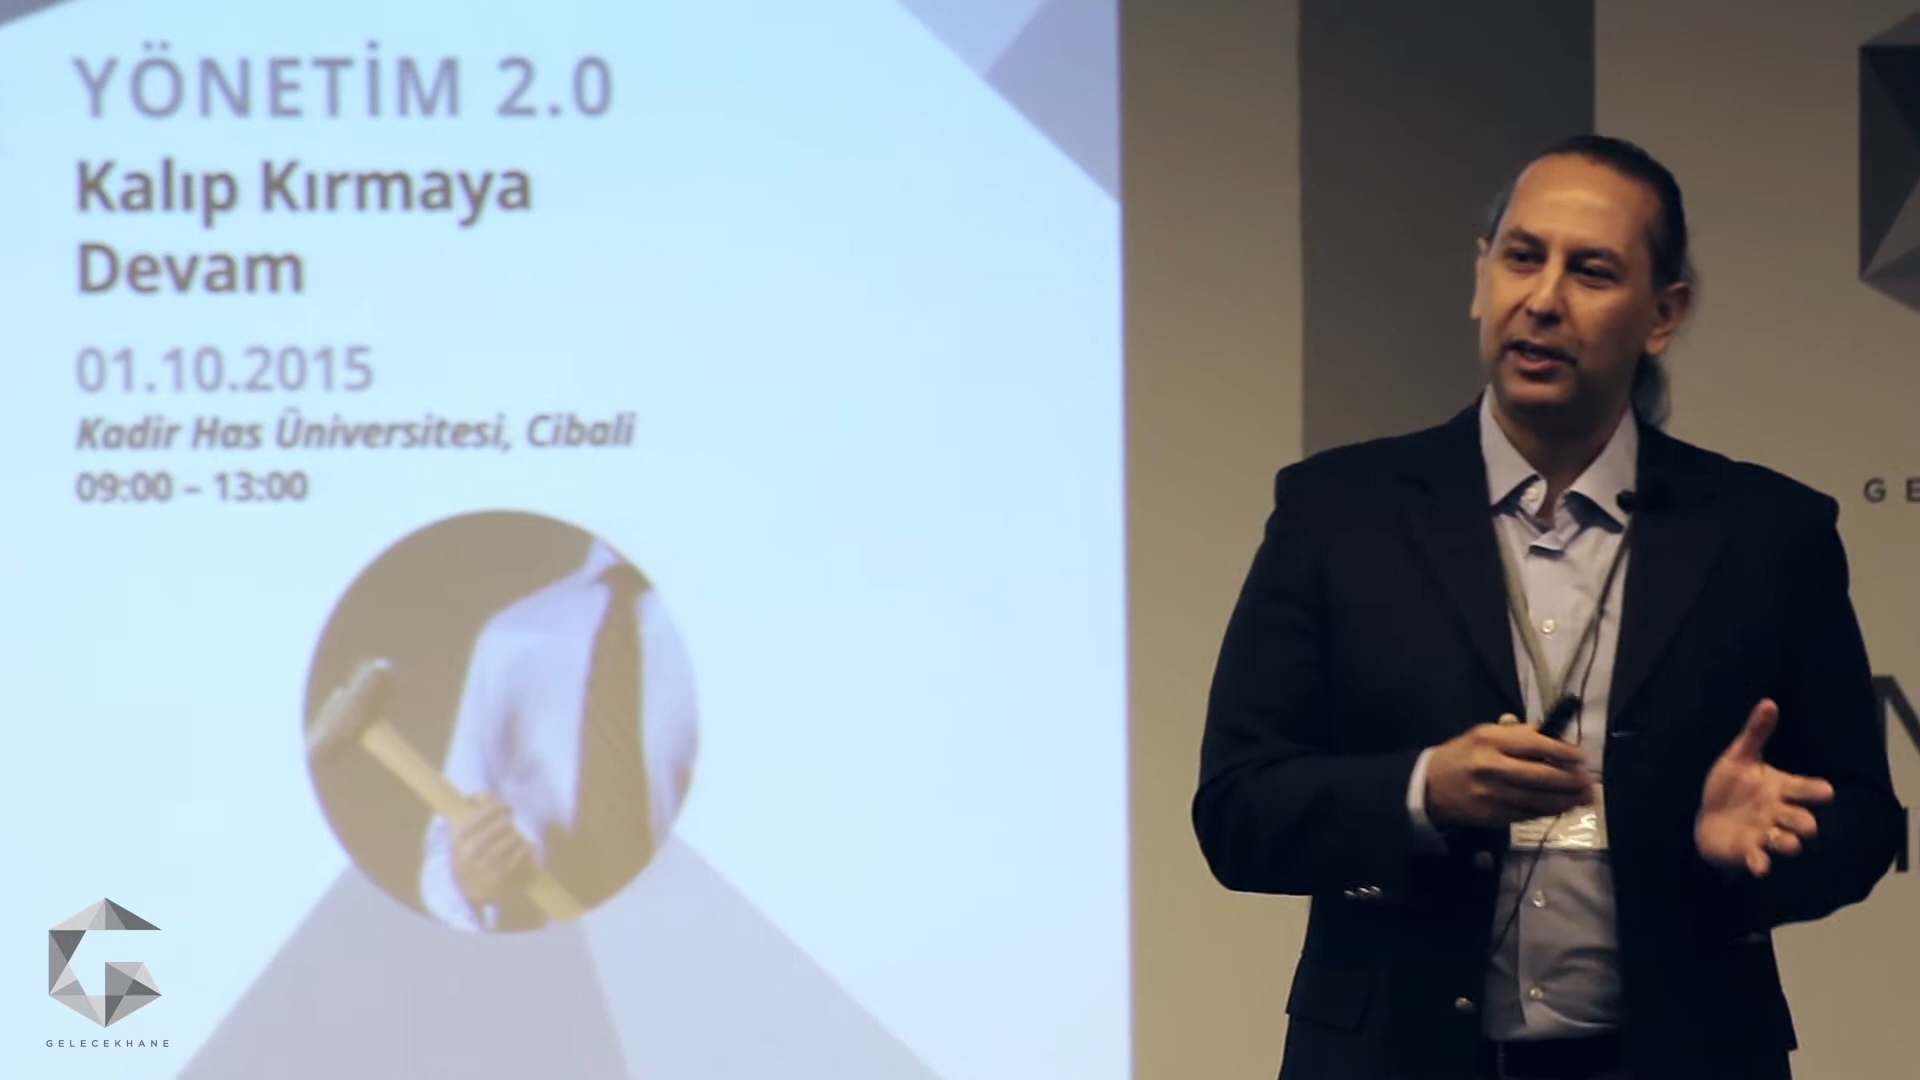 YÖNETİM 2.0
Kalıp Kırmaya
Devam
01.10.2015
Kadir Has Üniversitesi, Cibali
09:00 – 13:00
GELECEKHANE